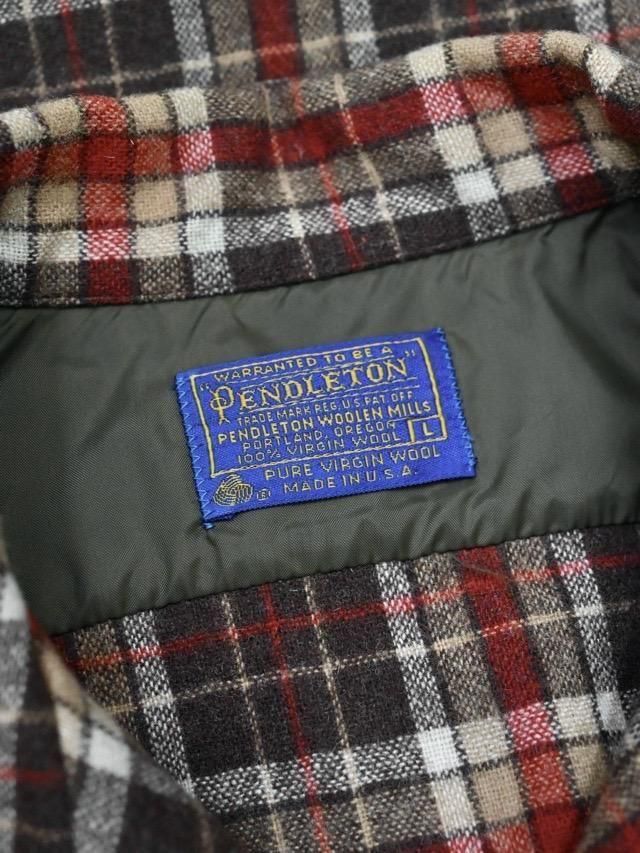 "WARRANTED TO BE A
PENDLETON"
TRADE MARK REG. U.S. PAT. OFF.
PENDLETON WOOLEN MILLS
PORTLAND, OREGON
100% VIRGIN WOOL L
PURE VIRGIN WOOL
® MADE IN U.S.A.